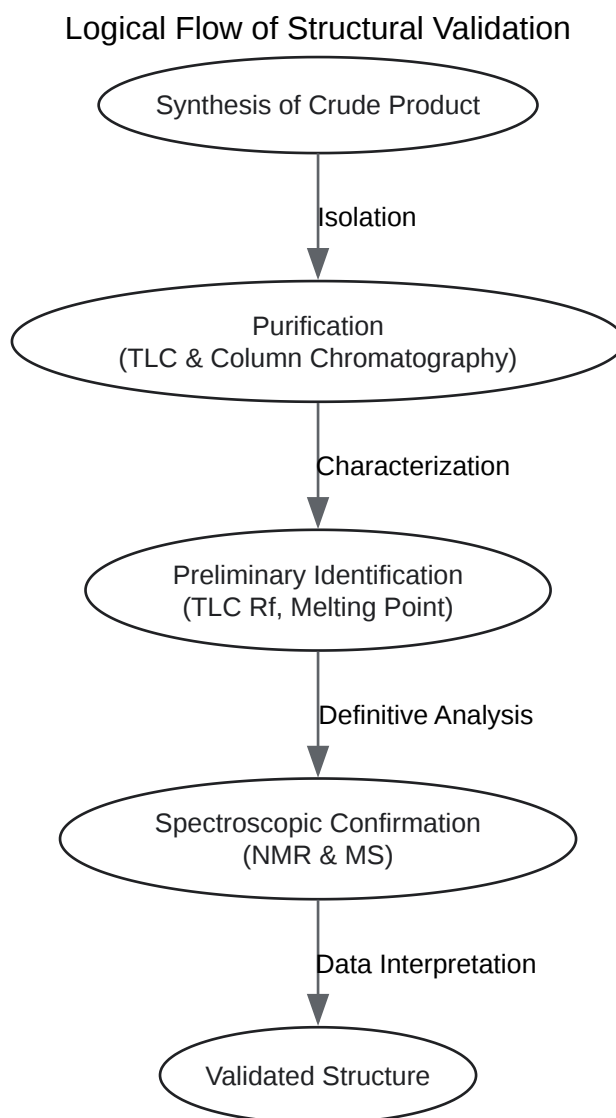 Logical Flow of Structural Validation
Synthesis of Crude Product
Isolation
Purification
(TLC & Column Chromatography)
Characterization
Preliminary Identification
(TLC Rf, Melting Point)
Definitive Analysis
Spectroscopic Confirmation
(NMR & MS)
Data Interpretation
Validated Structure